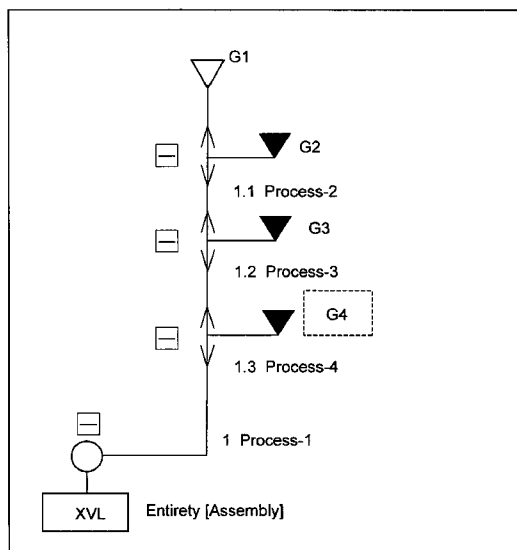 G1
G2
1.1 Process-2
G3
1.2 Process-3
G4
1.3 Process-4
1 Process-1
XVL Entirety [Assembly]